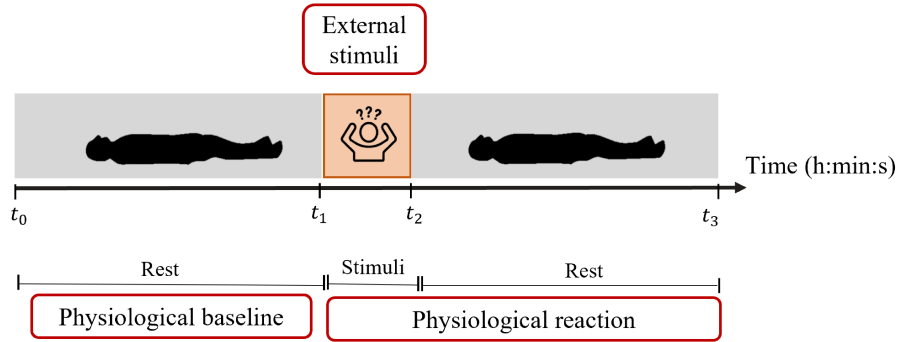 External
stimuli
???
Time (h:min:s)
t₀
t₁
t₂
t₃
Rest
Stimuli
Rest
Physiological baseline
Physiological reaction